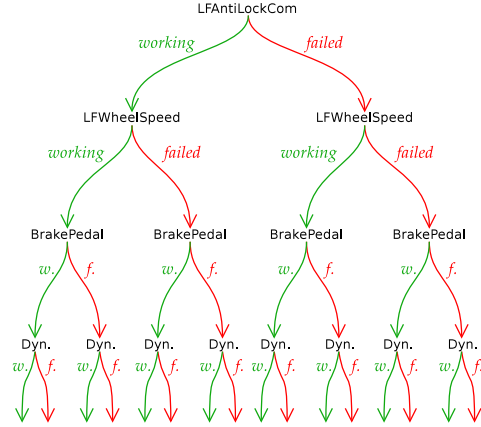 LFAntiLockCom
working failed
LFWheelSpeed LFWheelSpeed
working failed working failed
BrakePedal BrakePedal BrakePedal BrakePedal
w. f. w. f. w. f. w. f.
Dyn. Dyn. Dyn. Dyn. Dyn. Dyn. Dyn. Dyn.
w. f. w. f. w. f. w. f. w. f. w. f. w. f. w. f.